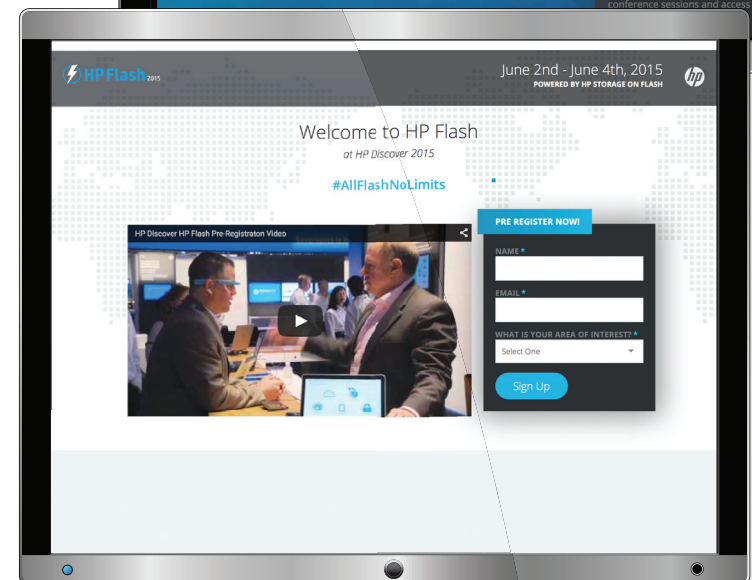 conference sessions and access
HP Flash 2015
June 2nd - June 4th, 2015
POWERED BY HP STORAGE ON FLASH
hp
Welcome to HP Flash
at HP Discover 2015
#AllFlashNoLimits
HP Discover HP Flash Pre-Registraton Video
PRE REGISTER NOW!
NAME *
EMAIL *
WHAT IS YOUR AREA OF INTEREST? *
Select One
Sign Up